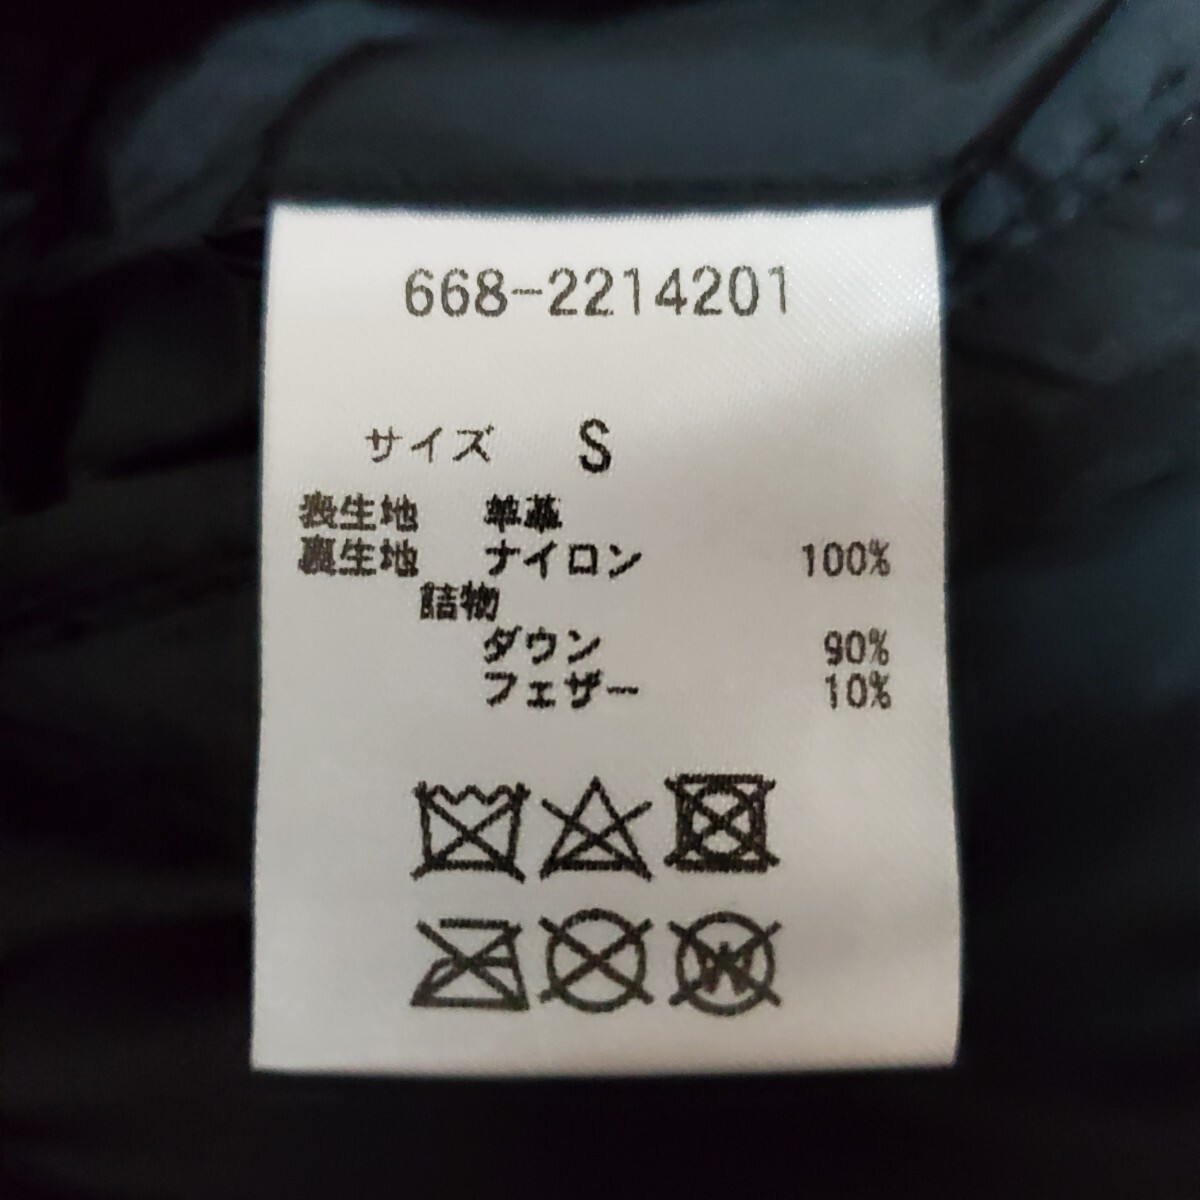 668-2214201
サイズ S
表生地 羊革
裏生地 ナイロン 100%
詰物
ダウン 90%
フェザー 10%
W